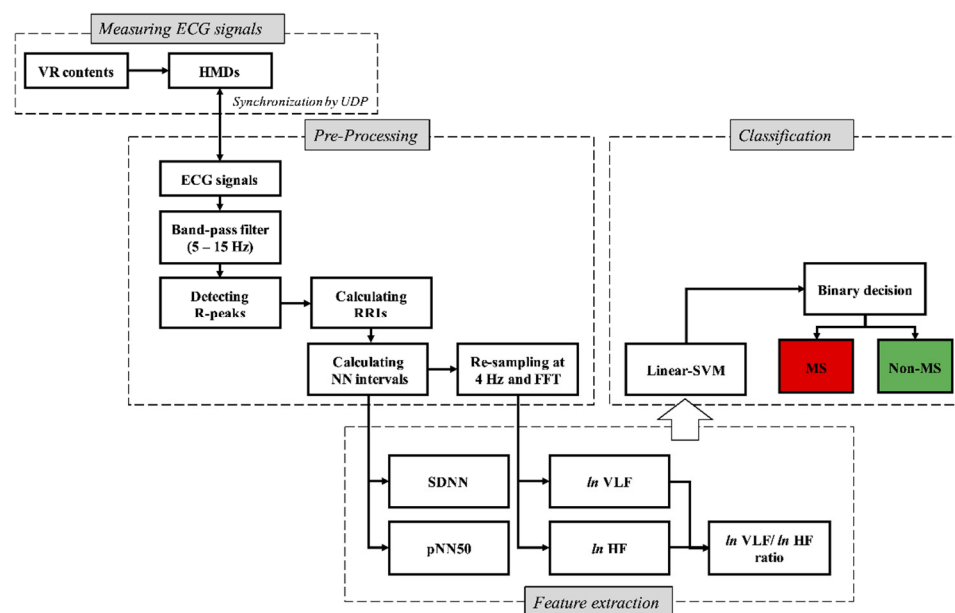 Measuring ECG signals
VR contents
HMDs
Synchronization by UDP
Pre-Processing
Classification
ECG signals
Band-pass filter
(5 – 15 Hz)
Detecting
R-peaks
Calculating
RRIs
Calculating
NN intervals
Re-sampling at
4 Hz and FFT
Binary decision
Linear-SVM
MS
Non-MS
SDNN
ln VLF
pNN50
ln HF
ln VLF/ ln HF
ratio
Feature extraction